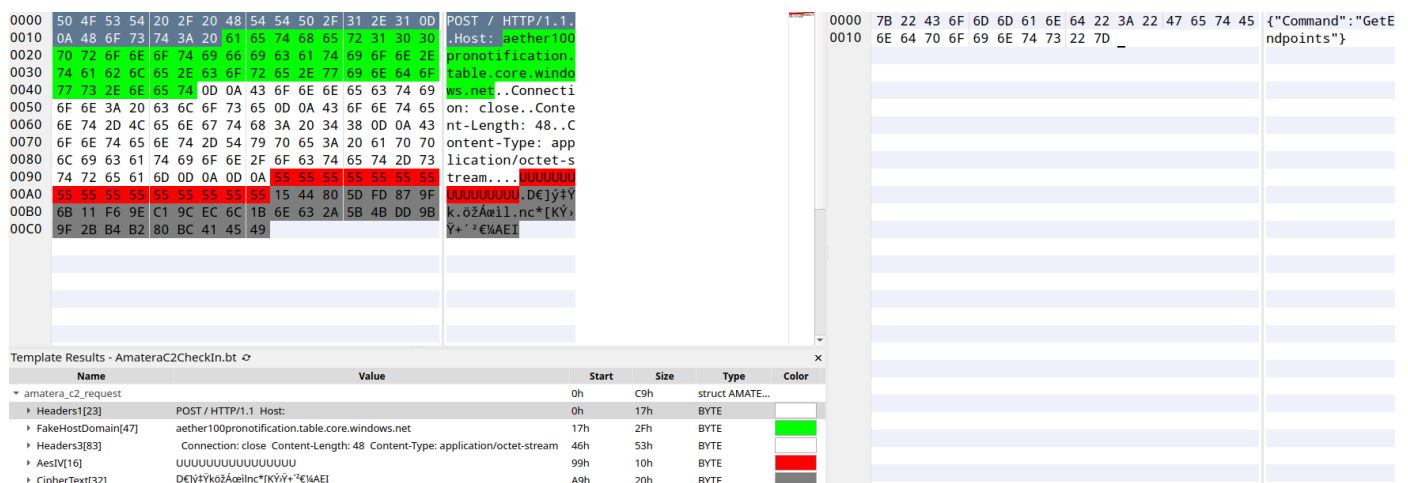 0000 50 4F 53 54 20 2F 20 48 54 54 50 2F 31 2E 31 0D POST / HTTP/1.1.
0010 0A 48 6F 73 74 3A 20 61 65 74 68 65 72 31 30 30 .Host: aether100
0020 70 72 6F 6E 6F 74 69 66 69 63 61 74 69 6F 6E 2E pronotification.
0030 74 61 62 6C 65 2E 63 6F 72 65 2E 77 69 6E 64 6F table.core.windo
0040 77 73 2E 6E 65 74 0D 0A 43 6F 6E 6E 65 63 74 69 ws.net..Connecti
0050 6F 6E 3A 20 63 6C 6F 73 65 0D 0A 43 6F 6E 74 65 on: close..Conte
0060 6E 74 2D 4C 65 6E 67 74 68 3A 20 34 38 0D 0A 43 nt-Length: 48..C
0070 6F 6E 74 65 6E 74 2D 54 79 70 65 3A 20 61 70 70 ontent-Type: app
0080 6C 69 63 61 74 69 6F 6E 2F 6F 63 74 65 74 2D 73 lication/octet-s
0090 74 72 65 61 6D 0D 0A 0D 0A 55 55 55 55 55 55 55 tream....UUUUUUU
00A0 55 55 55 55 55 55 55 55 55 15 44 80 5D FD 87 9F UUUUUUUUU.D€]ý‡Ÿ
00B0 6B 11 F6 9E C1 9C EC 6C 1B 6E 63 2A 5B 4B DD 9B k.öžÁœìl.nc*[KÝ›
00C0 9F 2B B4 B2 80 BC 41 45 49 Ÿ+´²€¼AEI
0000 7B 22 43 6F 6D 6D 61 6E 64 22 3A 22 47 65 74 45 {"Command":"GetE
0010 6E 64 70 6F 69 6E 74 73 22 7D ndpoints"}
Template Results - AmateraC2CheckIn.bt
Name Value Start Size Type Color
amatera_c2_request 0h C9h struct AMATE...
Headers1[23] POST / HTTP/1.1 Host: 0h 17h BYTE
FakeHostDomain[47] aether100pronotification.table.core.windows.net 17h 2Fh BYTE
Headers3[83] Connection: close Content-Length: 48 Content-Type: application/octet-stream 46h 53h BYTE
AesIV[16] UUUUUUUUUUUUUUUU 99h 10h BYTE
CipherText[32] D€]ý‡ŸköžÁœìlnc*[KÝ›Ÿ+´²€¼AEI A9h 20h BYTE